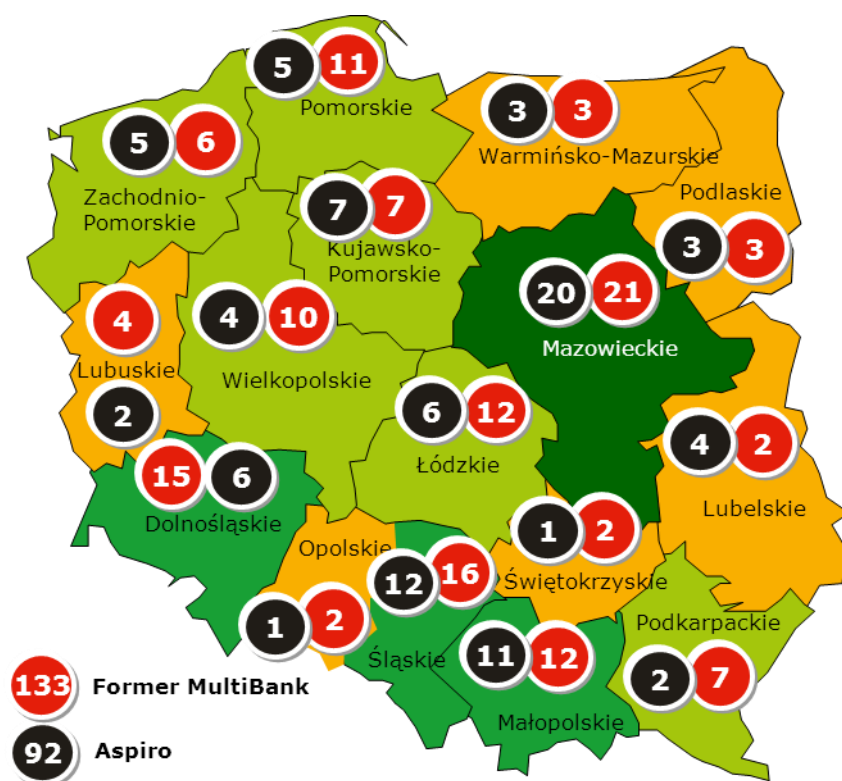 5 11
Pomorskie
3 3
Warmińsko-Mazurskie
5 6
Zachodnio-
Pomorskie
7 7
Kujawsko-
Pomorskie
Podlaskie
3 3
20 21
Mazowieckie
4
Lubuskie
2
4 10
Wielkopolskie
6 12
Łódzkie
4 2
Lubelskie
15 6
Dolnośląskie
Opolskie
1 2
12 16
Śląskie
1 2
Świętokrzyskie
11 12
Małopolskie
Podkarpackie
2 7
133 Former MultiBank
92 Aspiro